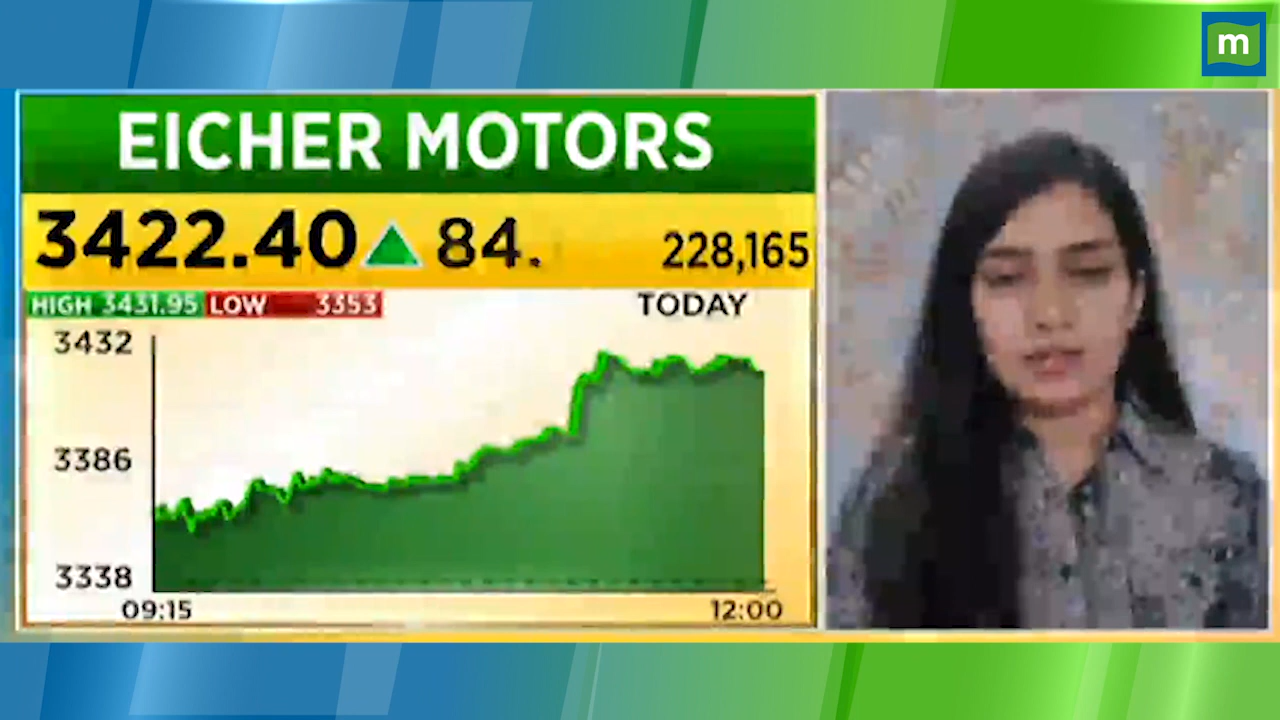 m
EICHER MOTORS
3422.40 ▲ 84. 228,165
HIGH 3431.95 LOW 3353 TODAY
3432
3386
3338
09:15 12:00